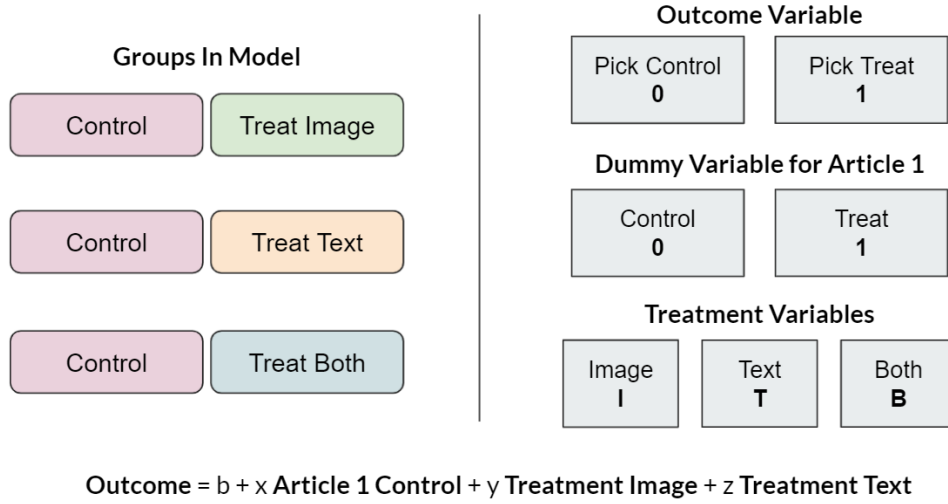 Groups In Model
Control
Treat Image
Control
Treat Text
Control
Treat Both
Outcome Variable
Pick Control
0
Pick Treat
1
Dummy Variable for Article 1
Control
0
Treat
1
Treatment Variables
Image
I
Text
T
Both
B
Outcome = b + x Article 1 Control + y Treatment Image + z Treatment Text